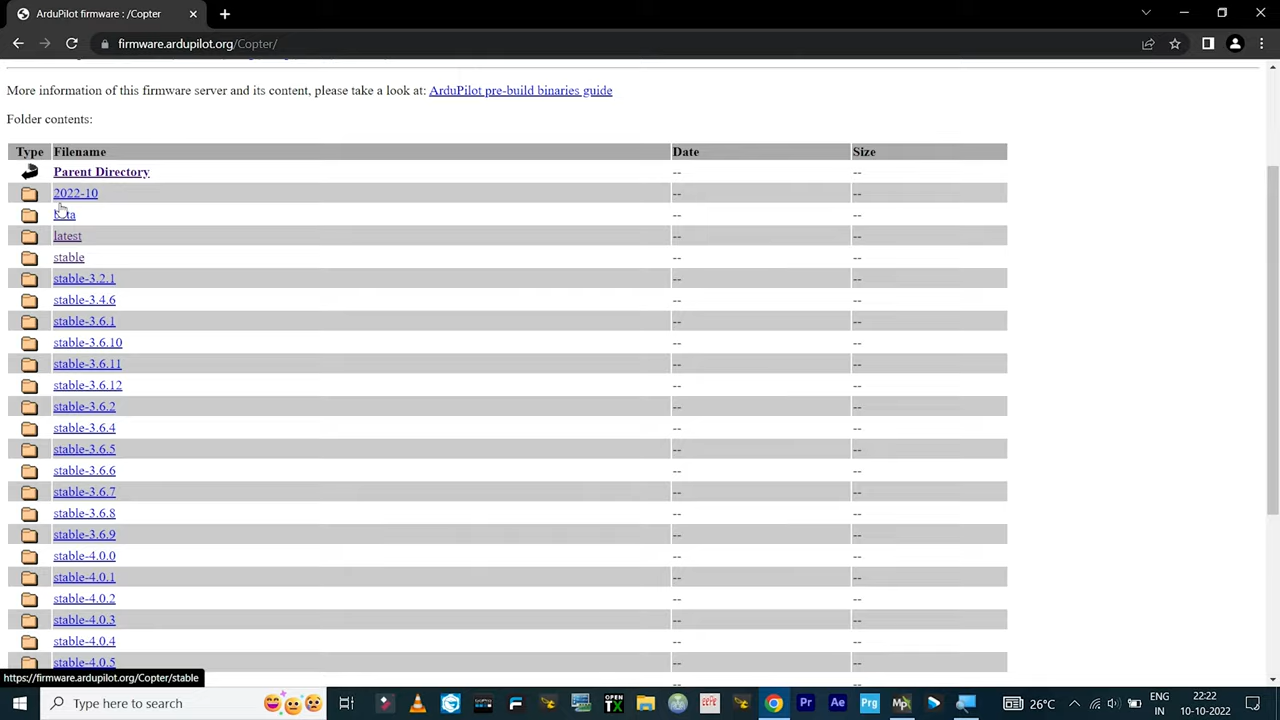 ArduPilot firmware : /Copter
firmware.ardupilot.org/Copter/
More information of this firmware server and its content, please take a look at: ArduPilot pre-build binaries guide
Folder contents:
Type Filename Date Size
Parent Directory -- --
2022-10 -- --
beta -- --
latest -- --
stable -- --
stable-3.2.1 -- --
stable-3.4.6 -- --
stable-3.6.1 -- --
stable-3.6.10 -- --
stable-3.6.11 -- --
stable-3.6.12 -- --
stable-3.6.2 -- --
stable-3.6.4 -- --
stable-3.6.5 -- --
stable-3.6.6 -- --
stable-3.6.7 -- --
stable-3.6.8 -- --
stable-3.6.9 -- --
stable-4.0.0 -- --
stable-4.0.1 -- --
stable-4.0.2 -- --
stable-4.0.3 -- --
stable-4.0.4 -- --
stable-4.0.5 -- --
https://firmware.ardupilot.org/Copter/stable
Type here to search
OPEN TX
Pr
Ae
Prg
26°C
ENG
IN
22:22
10-10-2022